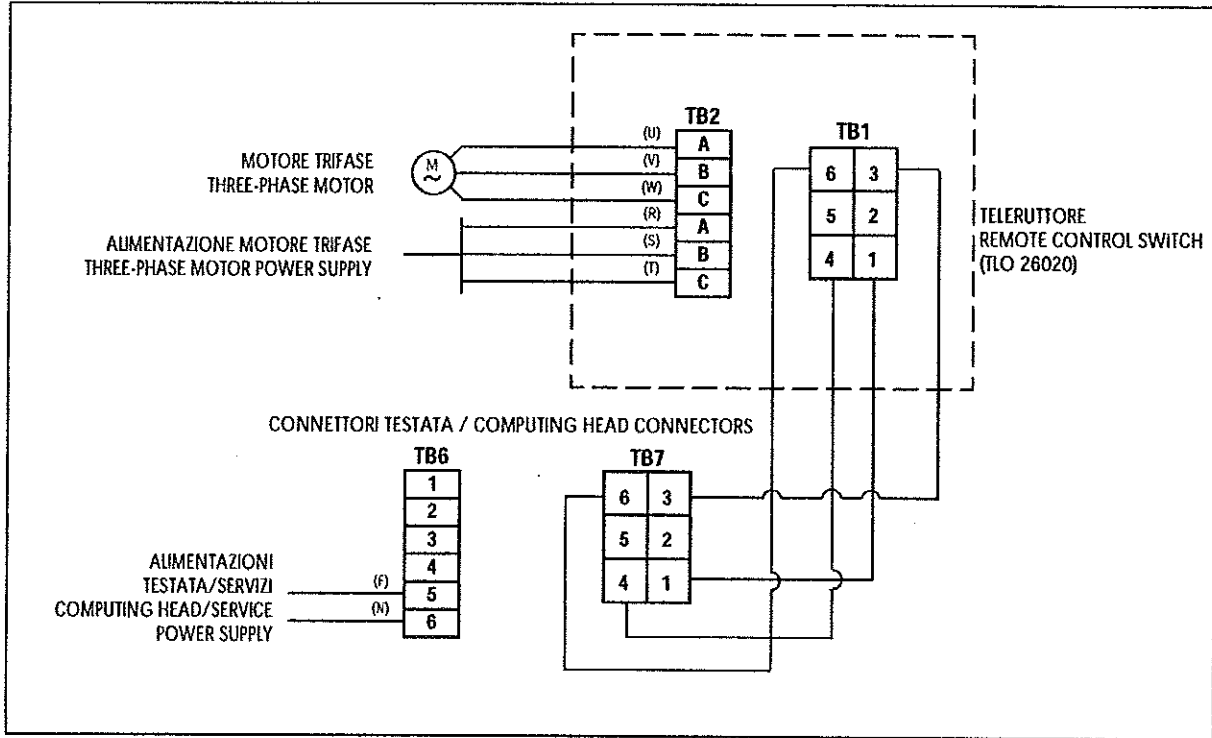 TB2
TB1
(U)
A
(V)
B
(W)
C
(R)
A
(S)
B
(T)
C
M
~
MOTORE TRIFASE
THREE-PHASE MOTOR
ALIMENTAZIONE MOTORE TRIFASE
THREE-PHASE MOTOR POWER SUPPLY
6 3
5 2
4 1
TELERUTTORE
REMOTE CONTROL SWITCH
(TLO 26020)
CONNETTORI TESTATA / COMPUTING HEAD CONNECTORS
TB6
1
2
3
4
5
6
TB7
6 3
5 2
4 1
ALIMENTAZIONI
TESTATA/SERVIZI
COMPUTING HEAD/SERVICE
POWER SUPPLY
(F)
(N)